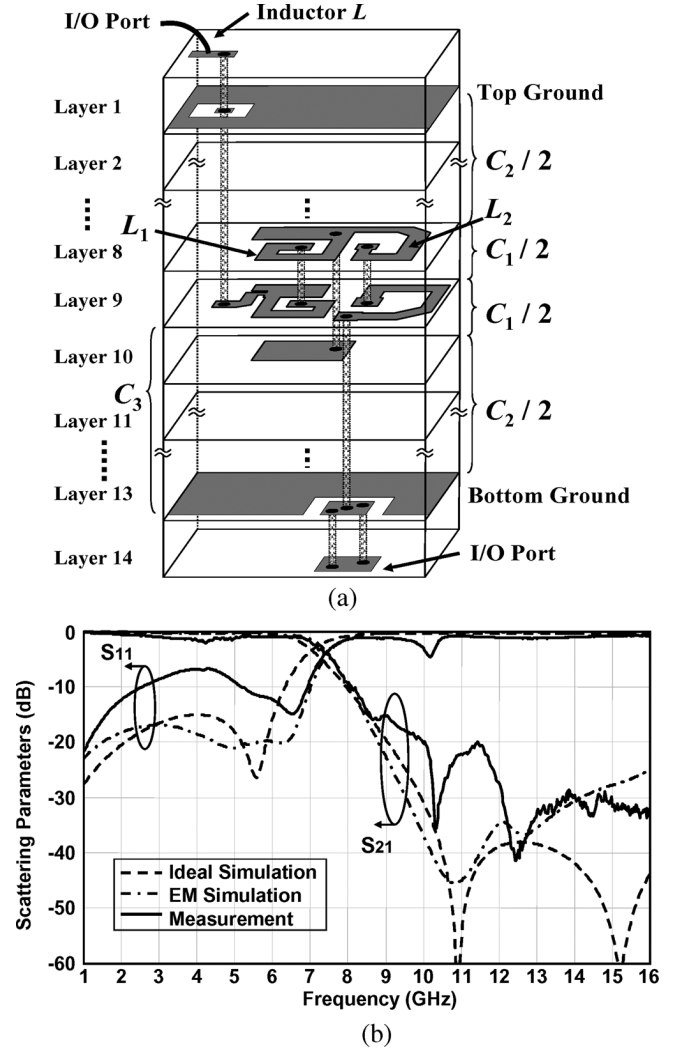 I/O Port
Inductor L
Layer 1
Top Ground
Layer 2
C2 / 2
L1
L2
Layer 8
C1 / 2
Layer 9
C1 / 2
Layer 10
C3
C2 / 2
Layer 11
Layer 13
Bottom Ground
Layer 14
I/O Port
(a)
0
-10
-20
-30
-40
-50
-60
Scattering Parameters (dB)
S11
S21
Ideal Simulation
EM Simulation
Measurement
1 2 3 4 5 6 7 8 9 10 11 12 13 14 15 16
Frequency (GHz)
(b)